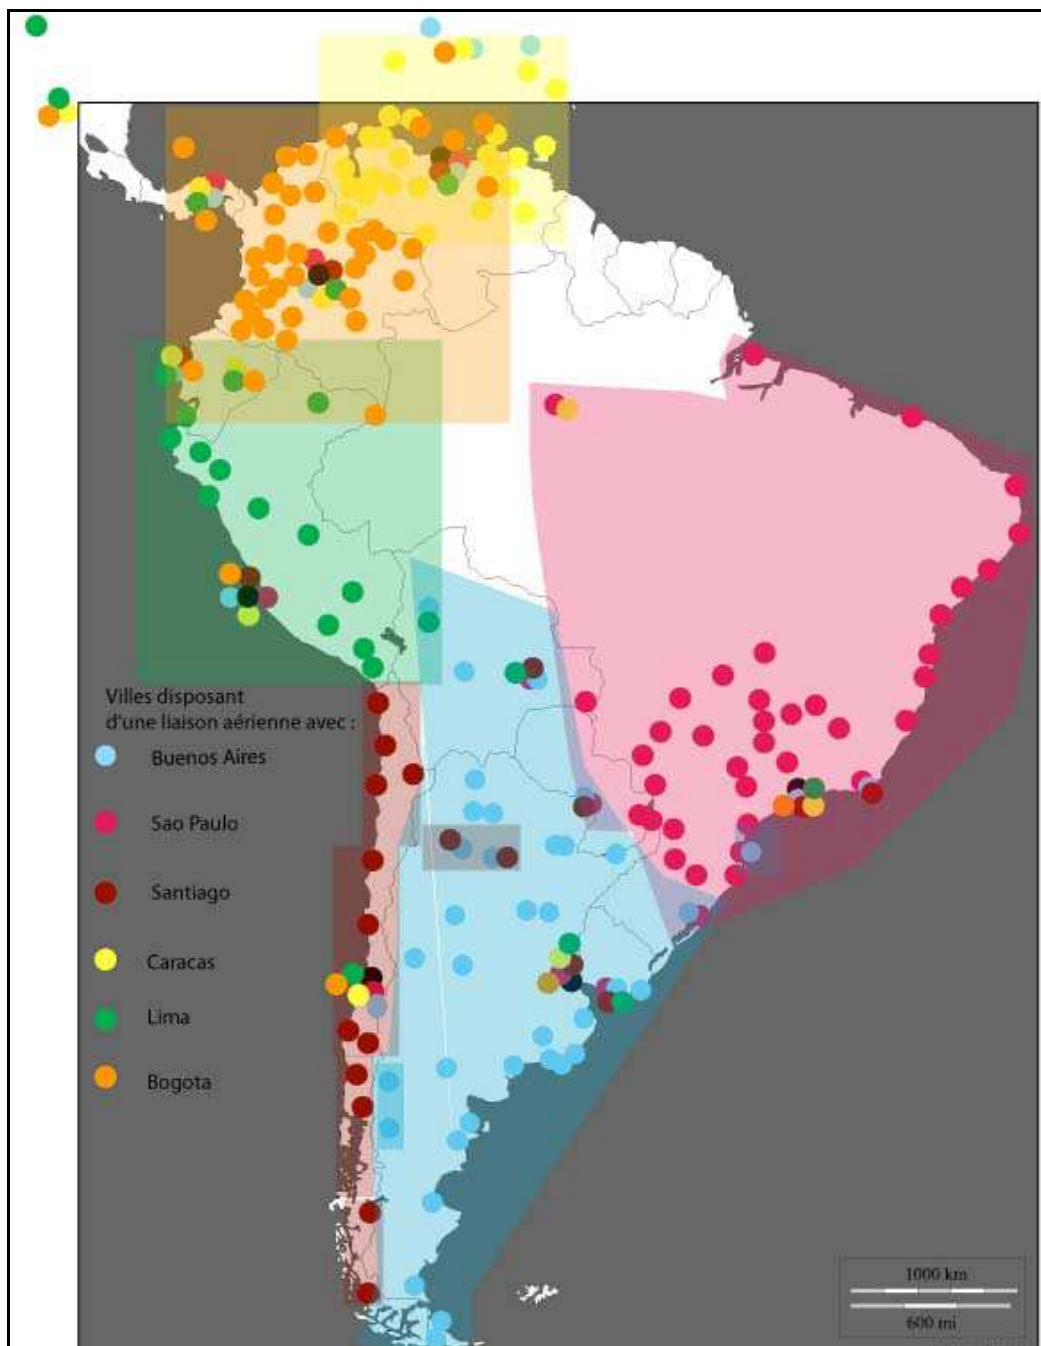 Villes disposant
d'une liaison aérienne avec :
Buenos Aires
Sao Paulo
Santiago
Caracas
Lima
Bogota
1000 km
600 mi